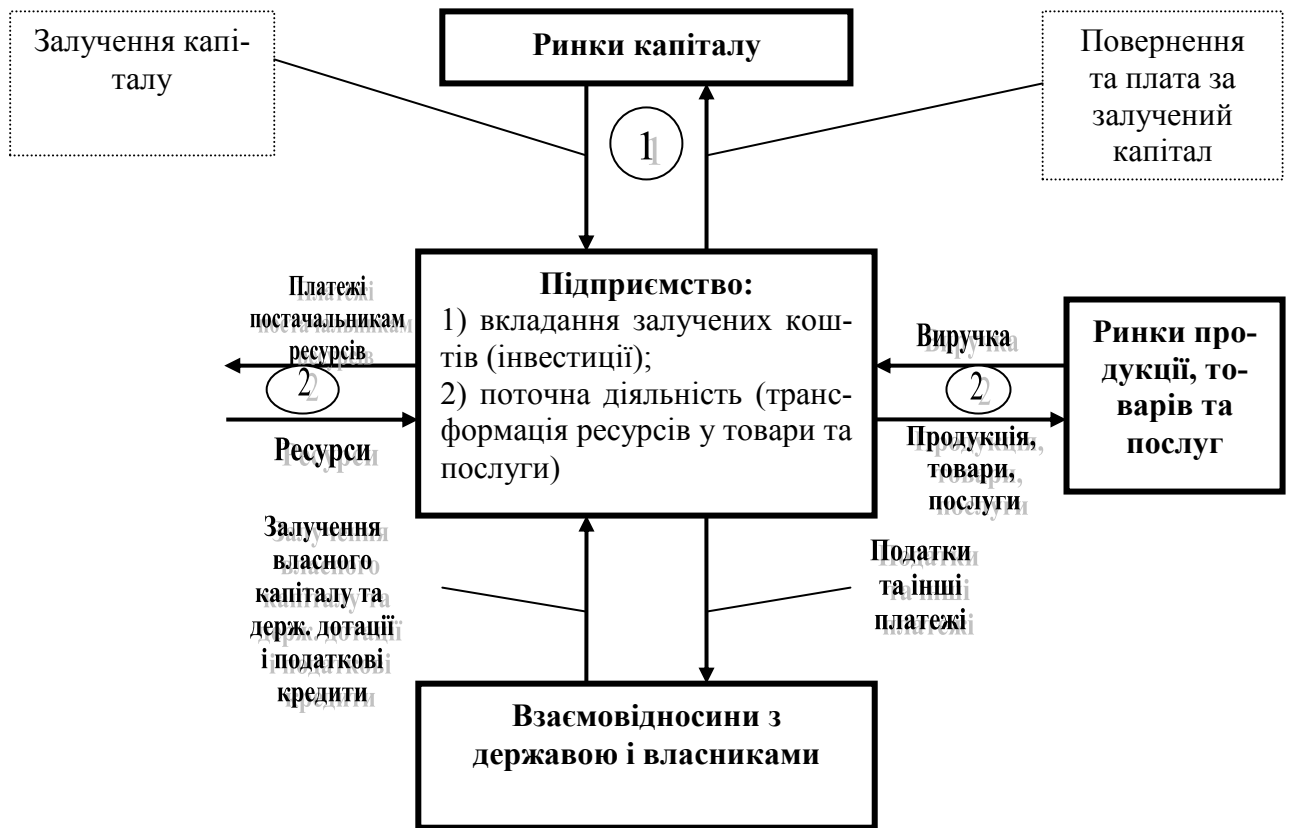 Залучення капі-
талу
Ринки капіталу
Повернення
та плата за
залучений
капітал
1
Платежі
постачальникам
ресурсів
2
Ресурси
Підприємство:
1) вкладання залучених кош-
тів (інвестиції);
2) поточна діяльність (транс-
формація ресурсів у товари та
послуги)
Виручка
2
Продукція,
товари,
послуги
Ринки про-
дукції, то-
варів та
послуг
Залучення
власного
капіталу та
держ. дотації
і податкові
кредити
Податки
та інші
платежі
Взаємовідносини з
державою і власниками